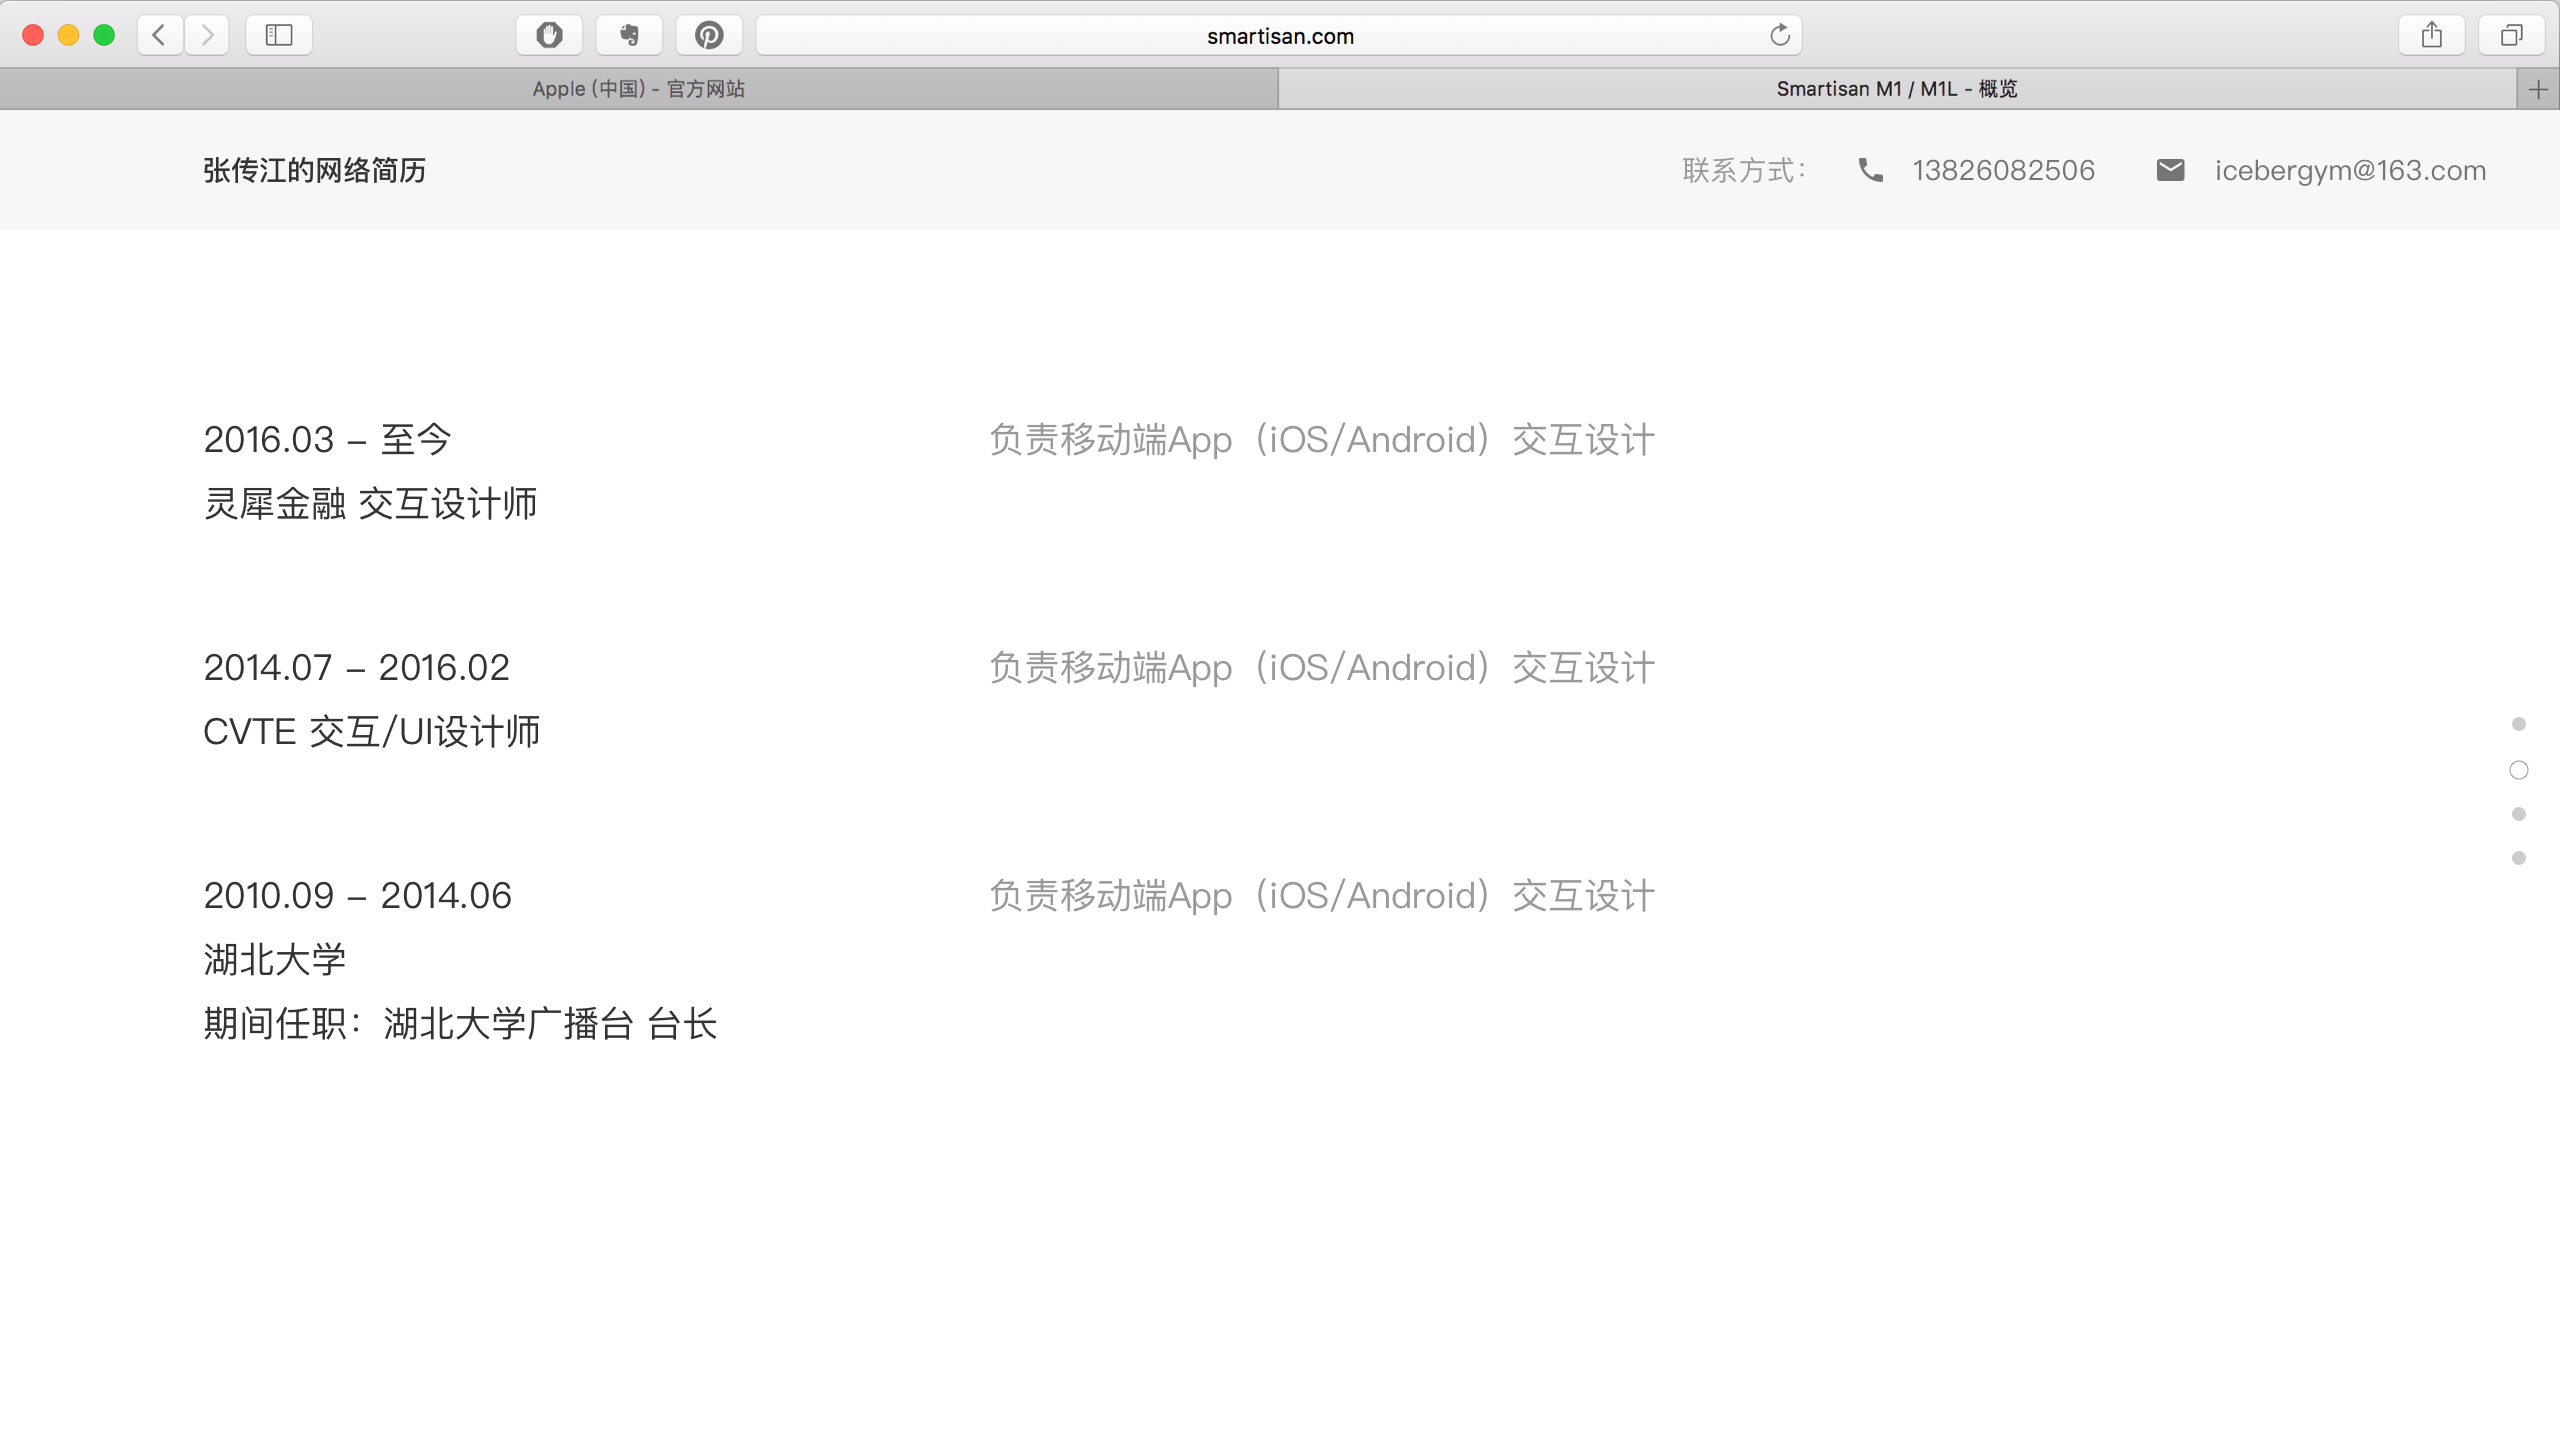 smartisan.com
Apple (中国) - 官方网站
Smartisan M1 / M1L - 概览
张传江的网络简历
联系方式：
13826082506
icebergym@163.com
2016.03 – 至今
负责移动端App（iOS/Android）交互设计
灵犀金融 交互设计师
2014.07 – 2016.02
负责移动端App（iOS/Android）交互设计
CVTE 交互/UI设计师
2010.09 – 2014.06
负责移动端App（iOS/Android）交互设计
湖北大学
期间任职：湖北大学广播台 台长